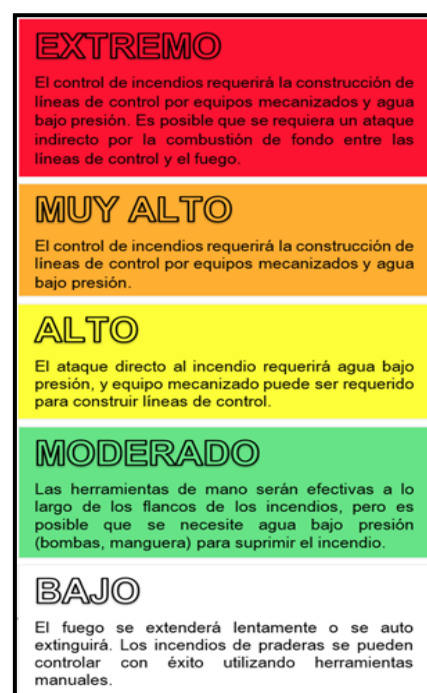 EXTREMO
El control de incendios requerirá la construcción de
líneas de control por equipos mecanizados y agua
bajo presión. Es posible que se requiera un ataque
indirecto por la combustión de fondo entre las
líneas de control y el fuego.
MUY ALTO
El control de incendios requerirá la construcción de
líneas de control por equipos mecanizados y agua
bajo presión.
ALTO
El ataque directo al incendio requerirá agua bajo
presión, y equipo mecanizado puede ser requerido
para construir líneas de control.
MODERADO
Las herramientas de mano serán efectivas a lo
largo de los flancos de los incendios, pero es
posible que se necesite agua bajo presión
(bombas, manguera) para suprimir el incendio.
BAJO
El fuego se extenderá lentamente o se auto
extinguirá. Los incendios de praderas se pueden
controlar con éxito utilizando herramientas
manuales.